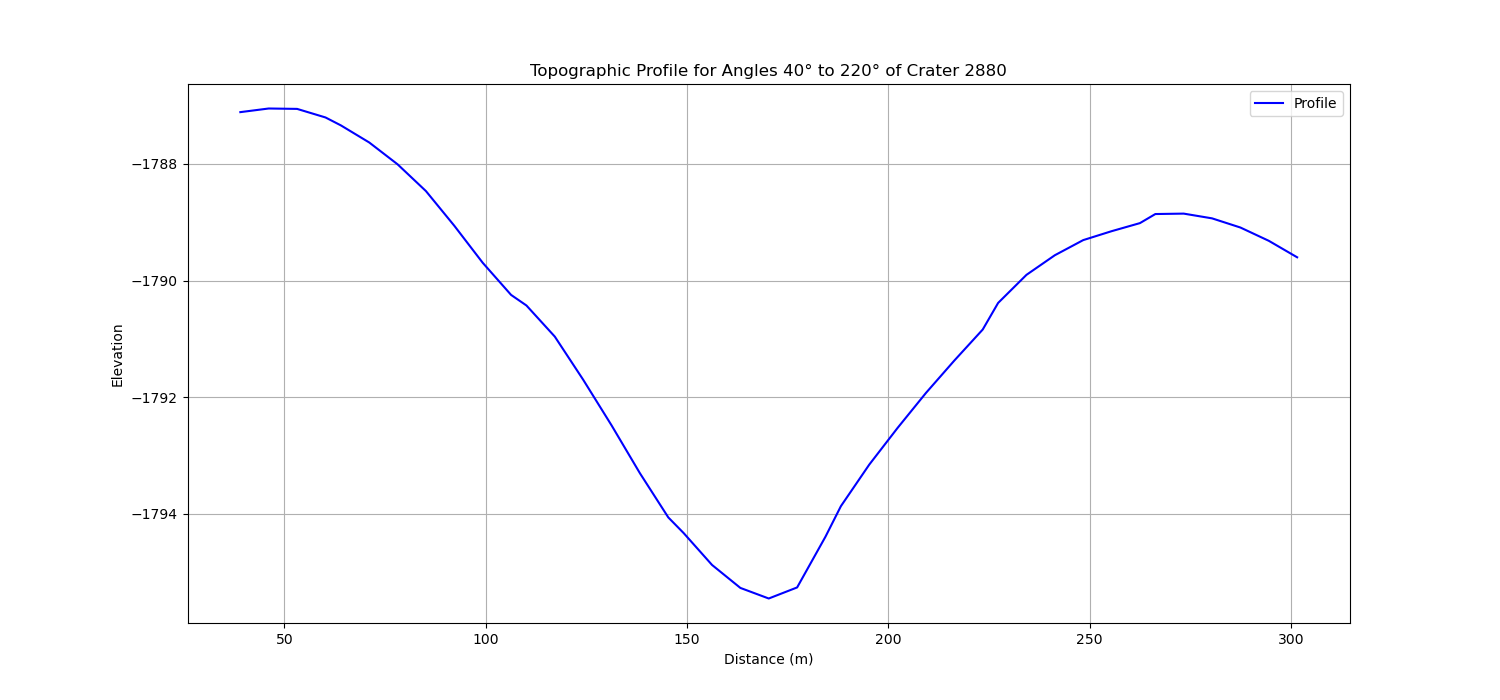 Topographic Profile for Angles 40° to 220° of Crater 2880
Profile
−1788
−1790
−1792
−1794
Elevation
50 100 150 200 250 300
Distance (m)